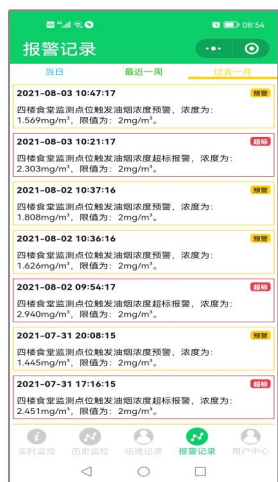 08:54
报警记录
当日 最近一周 过去一月
2021-08-03 10:47:17 预警
四楼食堂监测点位触发油烟浓度预警，浓度为：
1.569mg/m³，限值为：2mg/m³。
2021-08-03 10:21:17 超标
四楼食堂监测点位触发油烟浓度超标报警，浓度为：
2.303mg/m³，限值为：2mg/m³。
2021-08-02 10:37:16 预警
四楼食堂监测点位触发油烟浓度预警，浓度为：
1.808mg/m³，限值为：2mg/m³。
2021-08-02 10:36:16 预警
四楼食堂监测点位触发油烟浓度预警，浓度为：
1.626mg/m³，限值为：2mg/m³。
2021-08-02 09:54:17 超标
四楼食堂监测点位触发油烟浓度超标报警，浓度为：
2.940mg/m³，限值为：2mg/m³。
2021-07-31 20:08:15 预警
四楼食堂监测点位触发油烟浓度预警，浓度为：
1.445mg/m³，限值为：2mg/m³。
2021-07-31 17:16:15 超标
四楼食堂监测点位触发油烟浓度超标报警，浓度为：
2.451mg/m³，限值为：2mg/m³。
实时监控 历史监控 运维记录 报警记录 用户中心